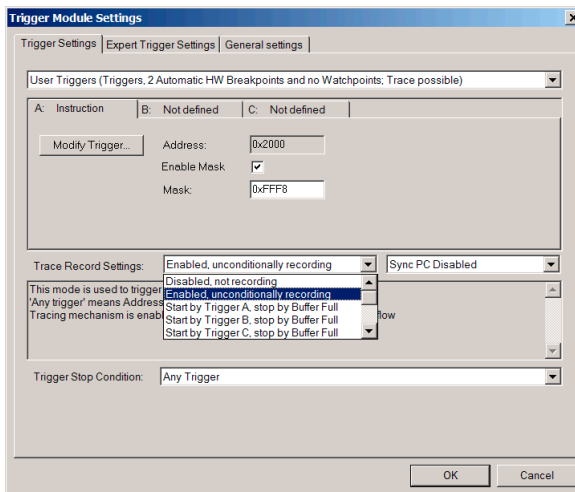 Trigger Module Settings
Trigger Settings Expert Trigger Settings General settings
User Triggers (Triggers, 2 Automatic HW Breakpoints and no Watchpoints; Trace possible)
A: Instruction B: Not defined C: Not defined
Modify Trigger... Address: 0x2000
Enable Mask
Mask: 0xFFF8
Trace Record Settings: Enabled, unconditionally recording Sync PC Disabled
Disabled, not recording
This mode is used to trigger Enabled, unconditionally recording
'Any trigger' means Address Start by Trigger A, stop by Buffer Full
Tracing mechanism is enabl Start by Trigger B, stop by Buffer Full flow
Start by Trigger C, stop by Buffer Full
Trigger Stop Condition: Any Trigger
OK Cancel